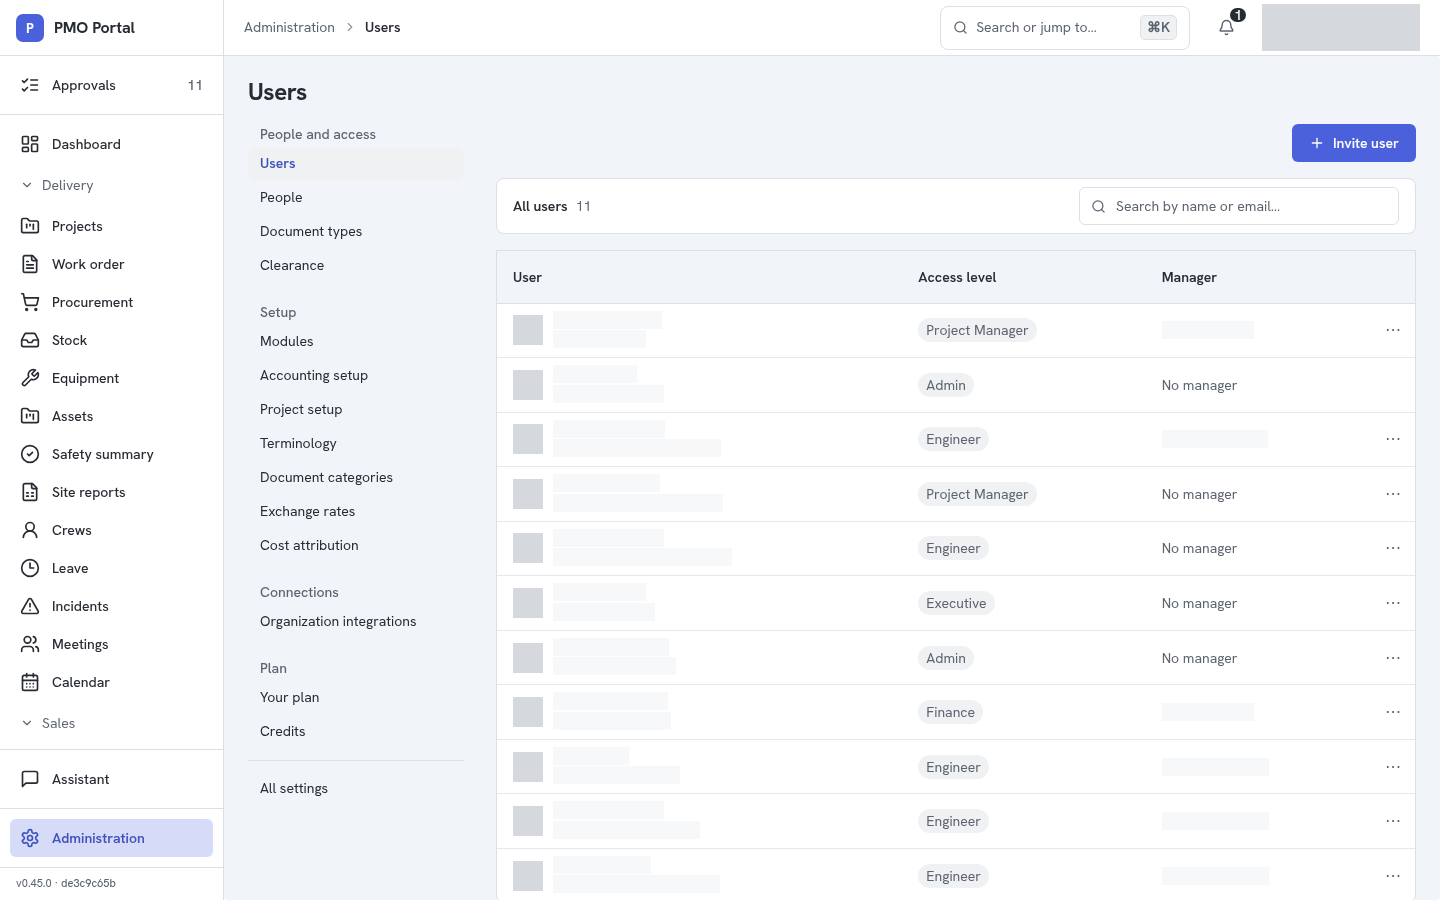 P PMO Portal
Administration > Users
Search or jump to... ⌘K
1
Approvals 11
Dashboard
Delivery
Projects
Work order
Procurement
Stock
Equipment
Assets
Safety summary
Site reports
Crews
Leave
Incidents
Meetings
Calendar
Sales
Assistant
Administration
v0.45.0 · de3c9c65b
Users
People and access
Users
People
Document types
Clearance
Setup
Modules
Accounting setup
Project setup
Terminology
Document categories
Exchange rates
Cost attribution
Connections
Organization integrations
Plan
Your plan
Credits
All settings
Invite user
All users 11
Search by name or email...
User Access level Manager
Project Manager
Admin No manager
Engineer
Project Manager No manager
Engineer No manager
Executive No manager
Admin No manager
Finance
Engineer
Engineer
Engineer